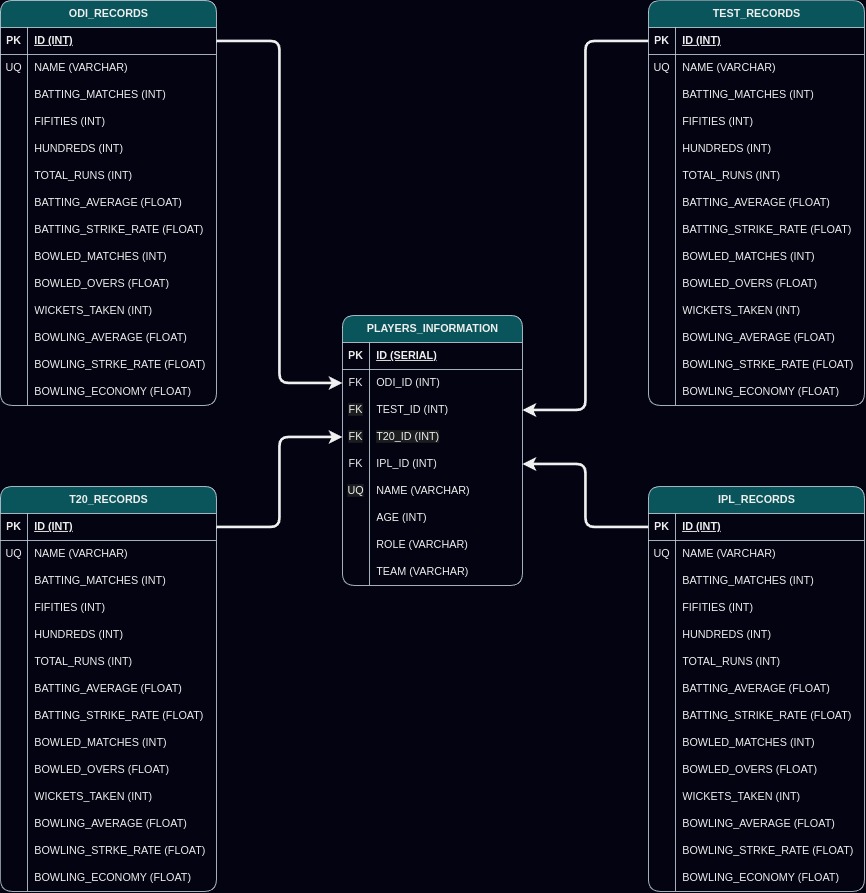 ODI_RECORDS
PK ID (INT)
UQ NAME (VARCHAR)
BATTING_MATCHES (INT)
FIFITIES (INT)
HUNDREDS (INT)
TOTAL_RUNS (INT)
BATTING_AVERAGE (FLOAT)
BATTING_STRIKE_RATE (FLOAT)
BOWLED_MATCHES (INT)
BOWLED_OVERS (FLOAT)
WICKETS_TAKEN (INT)
BOWLING_AVERAGE (FLOAT)
BOWLING_STRKE_RATE (FLOAT)
BOWLING_ECONOMY (FLOAT)
TEST_RECORDS
PK ID (INT)
UQ NAME (VARCHAR)
BATTING_MATCHES (INT)
FIFITIES (INT)
HUNDREDS (INT)
TOTAL_RUNS (INT)
BATTING_AVERAGE (FLOAT)
BATTING_STRIKE_RATE (FLOAT)
BOWLED_MATCHES (INT)
BOWLED_OVERS (FLOAT)
WICKETS_TAKEN (INT)
BOWLING_AVERAGE (FLOAT)
BOWLING_STRKE_RATE (FLOAT)
BOWLING_ECONOMY (FLOAT)
PLAYERS_INFORMATION
PK ID (SERIAL)
FK ODI_ID (INT)
FK TEST_ID (INT)
FK T20_ID (INT)
FK IPL_ID (INT)
UQ NAME (VARCHAR)
AGE (INT)
ROLE (VARCHAR)
TEAM (VARCHAR)
T20_RECORDS
PK ID (INT)
UQ NAME (VARCHAR)
BATTING_MATCHES (INT)
FIFITIES (INT)
HUNDREDS (INT)
TOTAL_RUNS (INT)
BATTING_AVERAGE (FLOAT)
BATTING_STRIKE_RATE (FLOAT)
BOWLED_MATCHES (INT)
BOWLED_OVERS (FLOAT)
WICKETS_TAKEN (INT)
BOWLING_AVERAGE (FLOAT)
BOWLING_STRKE_RATE (FLOAT)
BOWLING_ECONOMY (FLOAT)
IPL_RECORDS
PK ID (INT)
UQ NAME (VARCHAR)
BATTING_MATCHES (INT)
FIFITIES (INT)
HUNDREDS (INT)
TOTAL_RUNS (INT)
BATTING_AVERAGE (FLOAT)
BATTING_STRIKE_RATE (FLOAT)
BOWLED_MATCHES (INT)
BOWLED_OVERS (FLOAT)
WICKETS_TAKEN (INT)
BOWLING_AVERAGE (FLOAT)
BOWLING_STRKE_RATE (FLOAT)
BOWLING_ECONOMY (FLOAT)